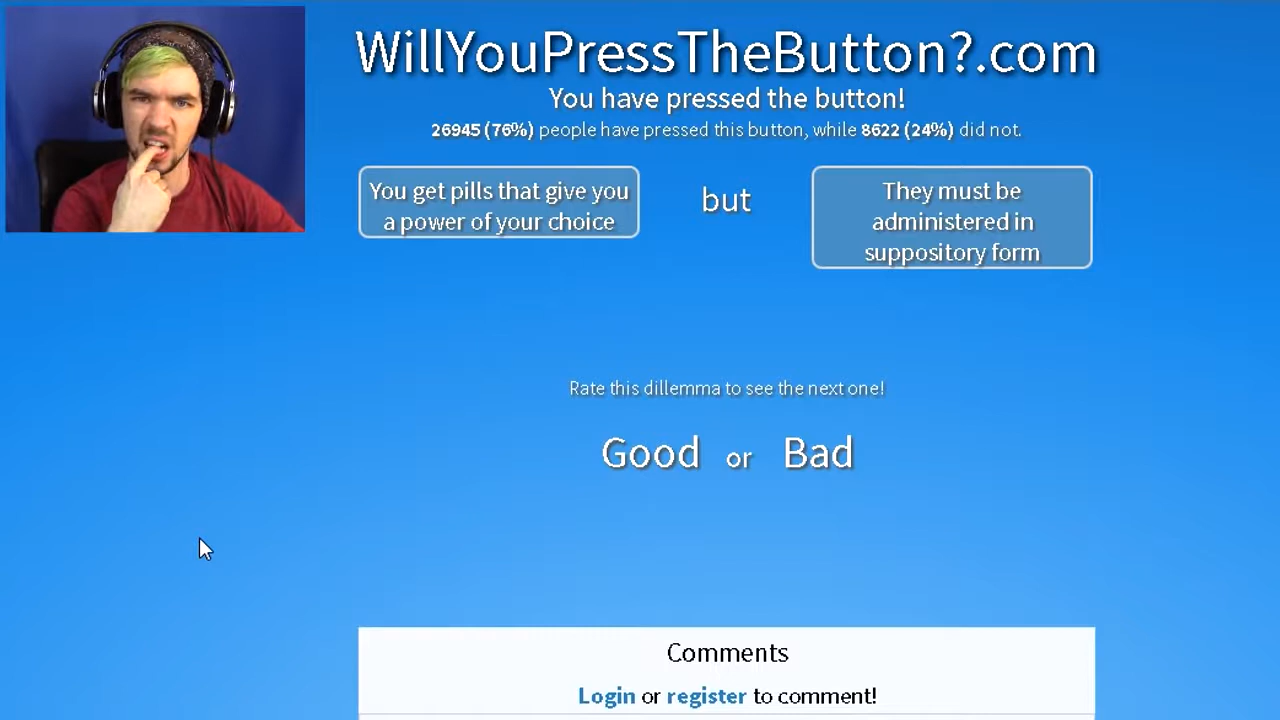 WillYouPressTheButton?.com
You have pressed the button!
26945 (76%) people have pressed this button, while 8622 (24%) did not.
You get pills that give you
a power of your choice
but
They must be
administered in
suppository form
Rate this dillemma to see the next one!
Good or Bad
Comments
Login or register to comment!